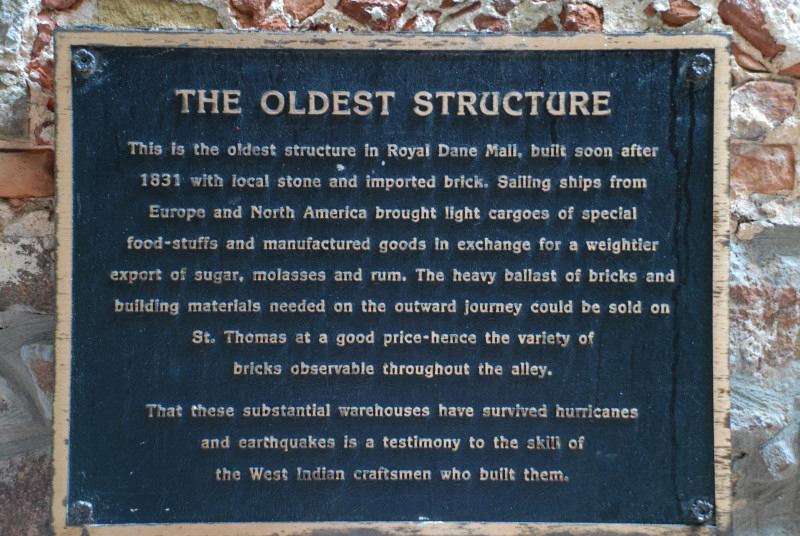 THE OLDEST STRUCTURE
This is the oldest structure in Royal Dane Mall, built soon after
1831 with local stone and imported brick. Sailing ships from
Europe and North America brought light cargoes of special
food-stuffs and manufactured goods in exchange for a weightier
export of sugar, molasses and rum. The heavy ballast of bricks and
building materials needed on the outward journey could be sold on
St. Thomas at a good price-hence the variety of
bricks observable throughout the alley.
That these substantial warehouses have survived hurricanes
and earthquakes is a testimony to the skill of
the West Indian craftsmen who built them.